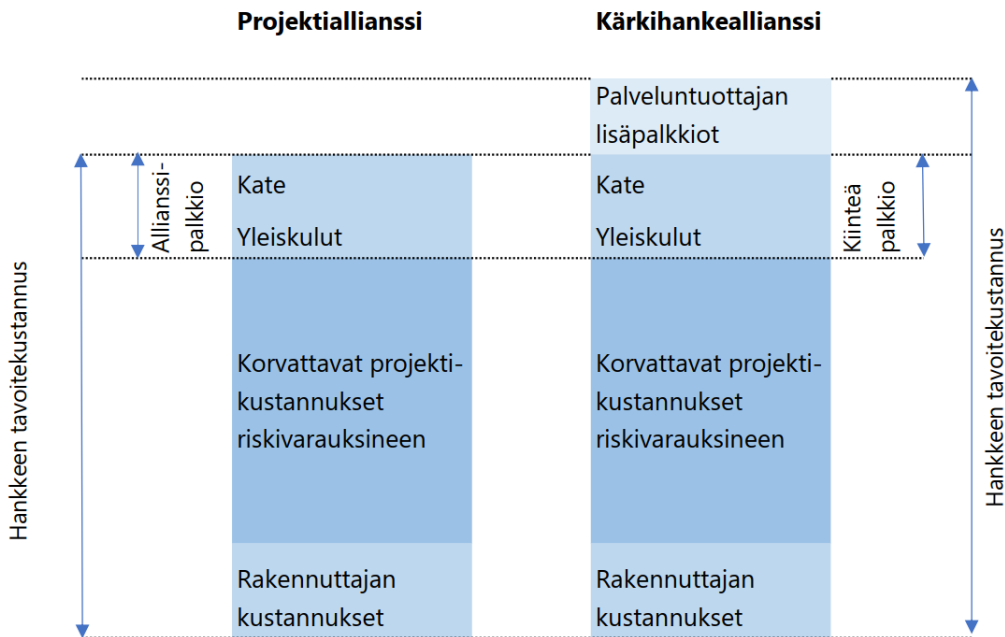 Projektiallianssi
Kärkihankeallianssi
Palveluntuottajan
lisäpalkkiot
Allianssi-
palkkio
Kate
Yleiskulut
Kate
Yleiskulut
Kiinteä
palkkio
Hankkeen tavoitekustannus
Korvattavat projekti-
kustannukset
riskivarauksineen
Korvattavat projekti-
kustannukset
riskivarauksineen
Hankkeen tavoitekustannus
Rakennuttajan
kustannukset
Rakennuttajan
kustannukset